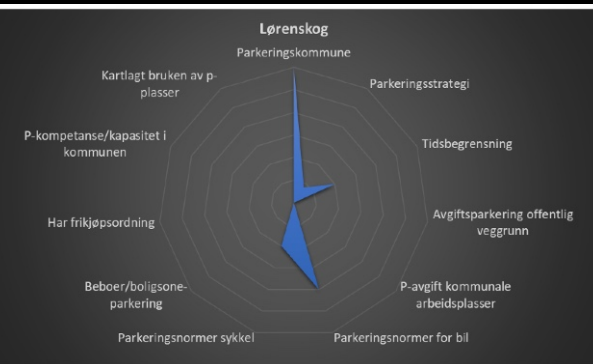 Lørenskog
Parkeringskommune
Parkeringsstrategi
Tidsbegrensning
Avgiftsparkering offentlig
veggrunn
P-avgift kommunale
arbeidsplasser
Parkeringsnormer for bil
Parkeringsnormer sykkel
Beboer/boligsone-
parkering
Har frikjøpsordning
P-kompetanse/kapasitet i
kommunen
Kartlagt bruken av p-
plasser